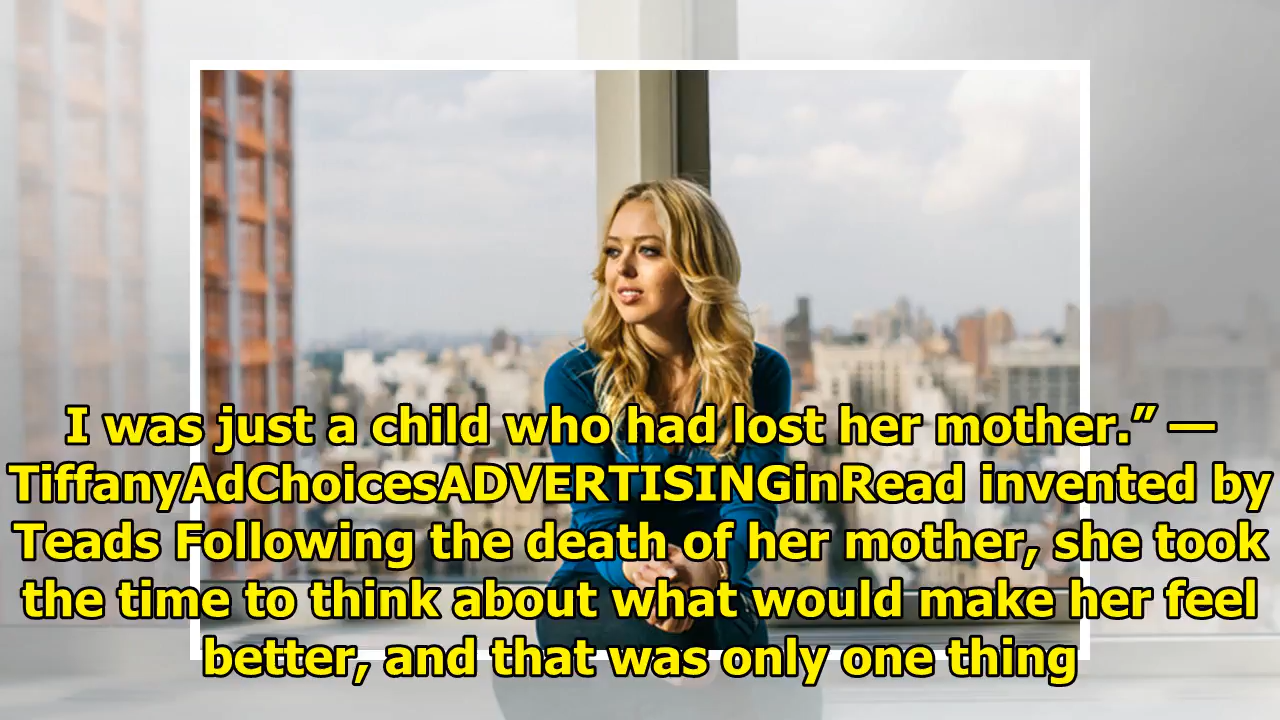 I was just a child who had lost her mother.” —
TiffanyAdChoicesADVERTISINGinRead invented by
Teads Following the death of her mother, she took
the time to think about what would make her feel
better, and that was only one thing